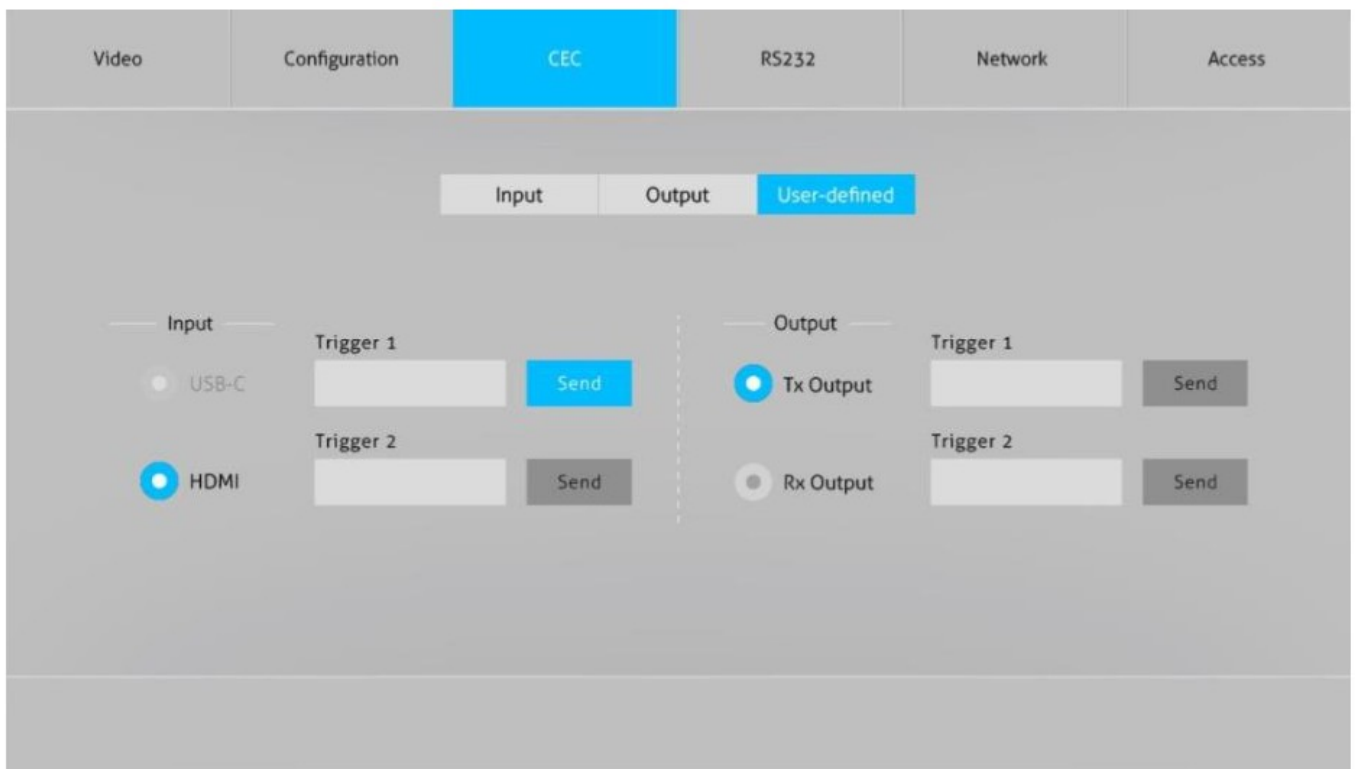 Video Configuration CEC RS232 Network Access
Input Output User-defined
Input Output
Trigger 1 Trigger 1
USB-C Send Tx Output Send
Trigger 2 Trigger 2
HDMI Send Rx Output Send